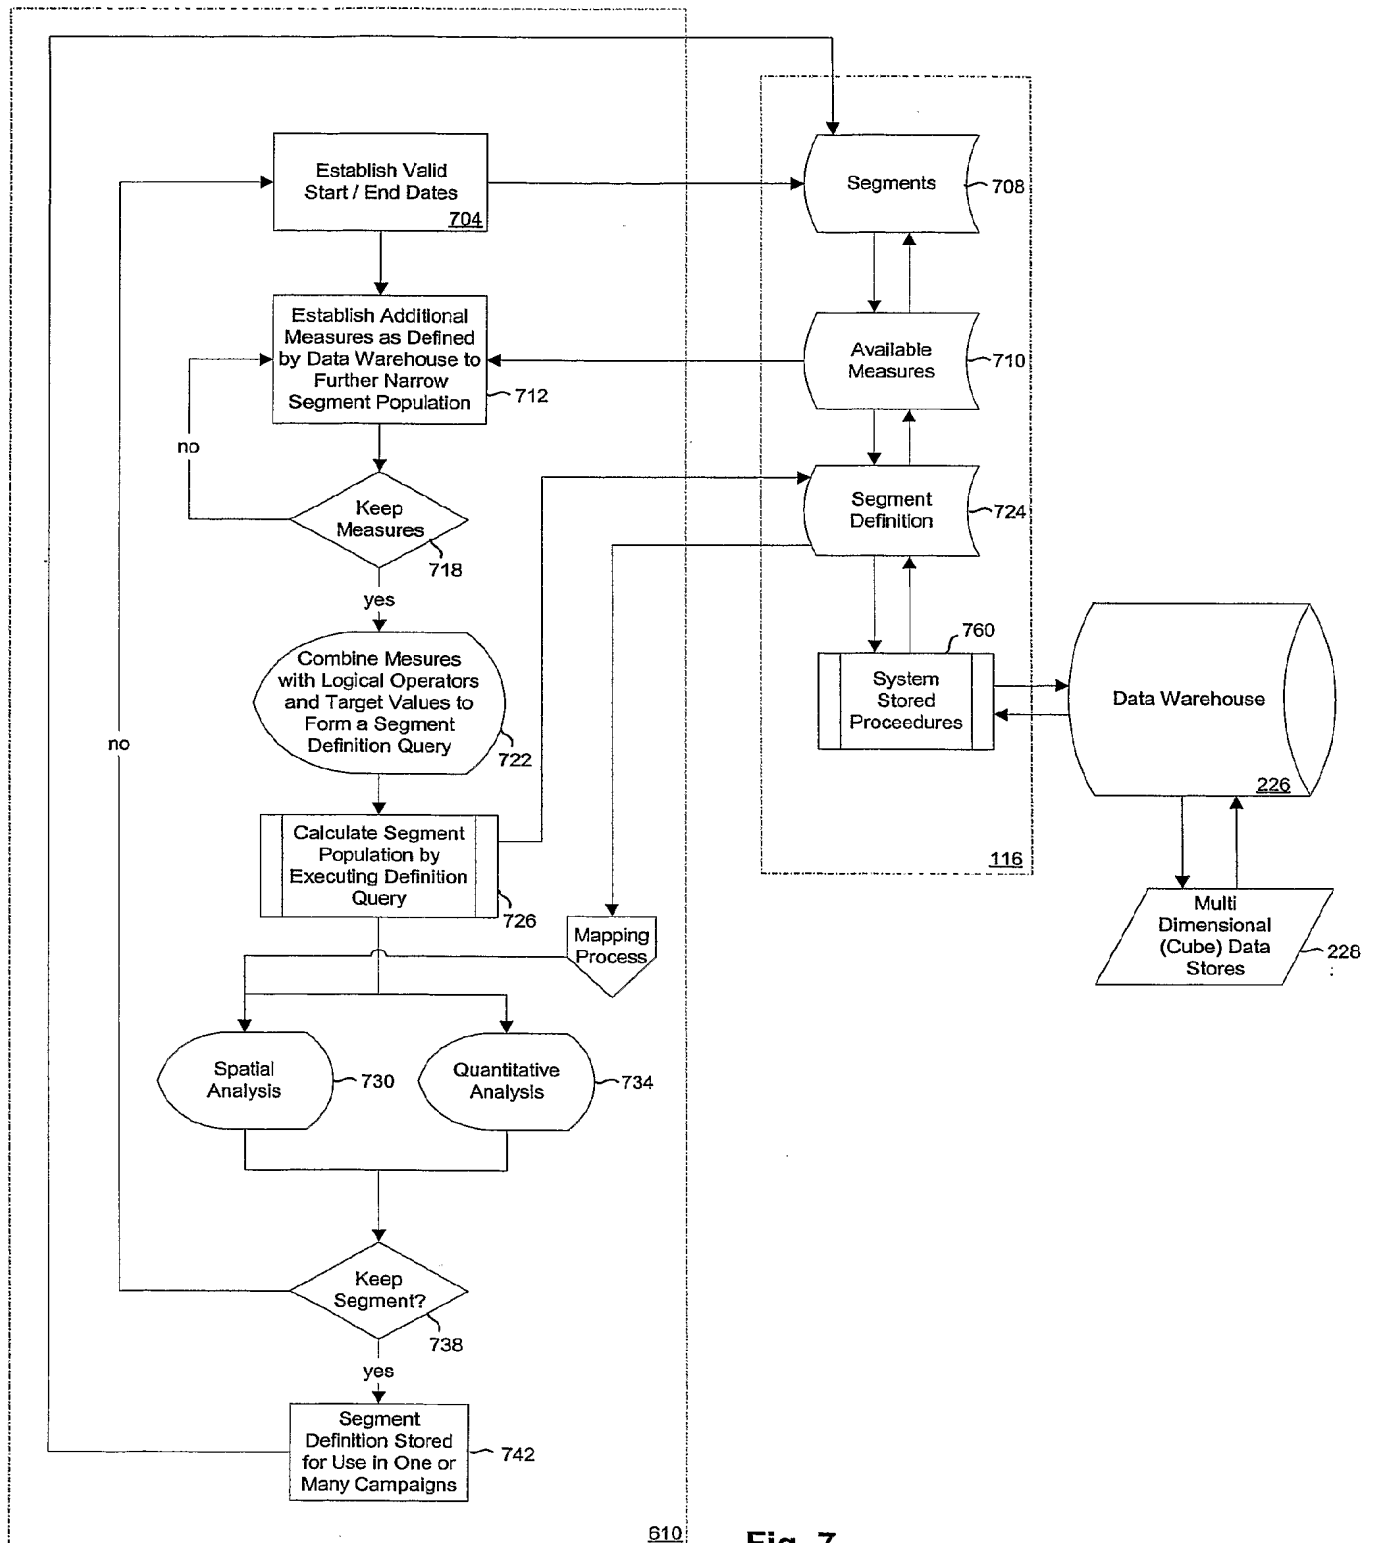 Establish Valid
Start / End Dates
704
Segments
708
Establish Additional
Measures as Defined
by Data Warehouse to
Further Narrow
Segment Population
712
Available
Measures
710
no
Keep
Measures
718
Segment
Definition
724
yes
Combine Mesures
with Logical Operators
and Target Values to
Form a Segment
Definition Query
722
760
System
Stored
Proceedures
Data Warehouse
226
no
Calculate Segment
Population by
Executing Definition
Query
726
116
Mapping
Process
Multi
Dimensional
(Cube) Data
Stores
228
Spatial
Analysis
730
Quantitative
Analysis
734
Keep
Segment?
738
yes
Segment
Definition Stored
for Use in One or
Many Campaigns
742
610
Fig. 7